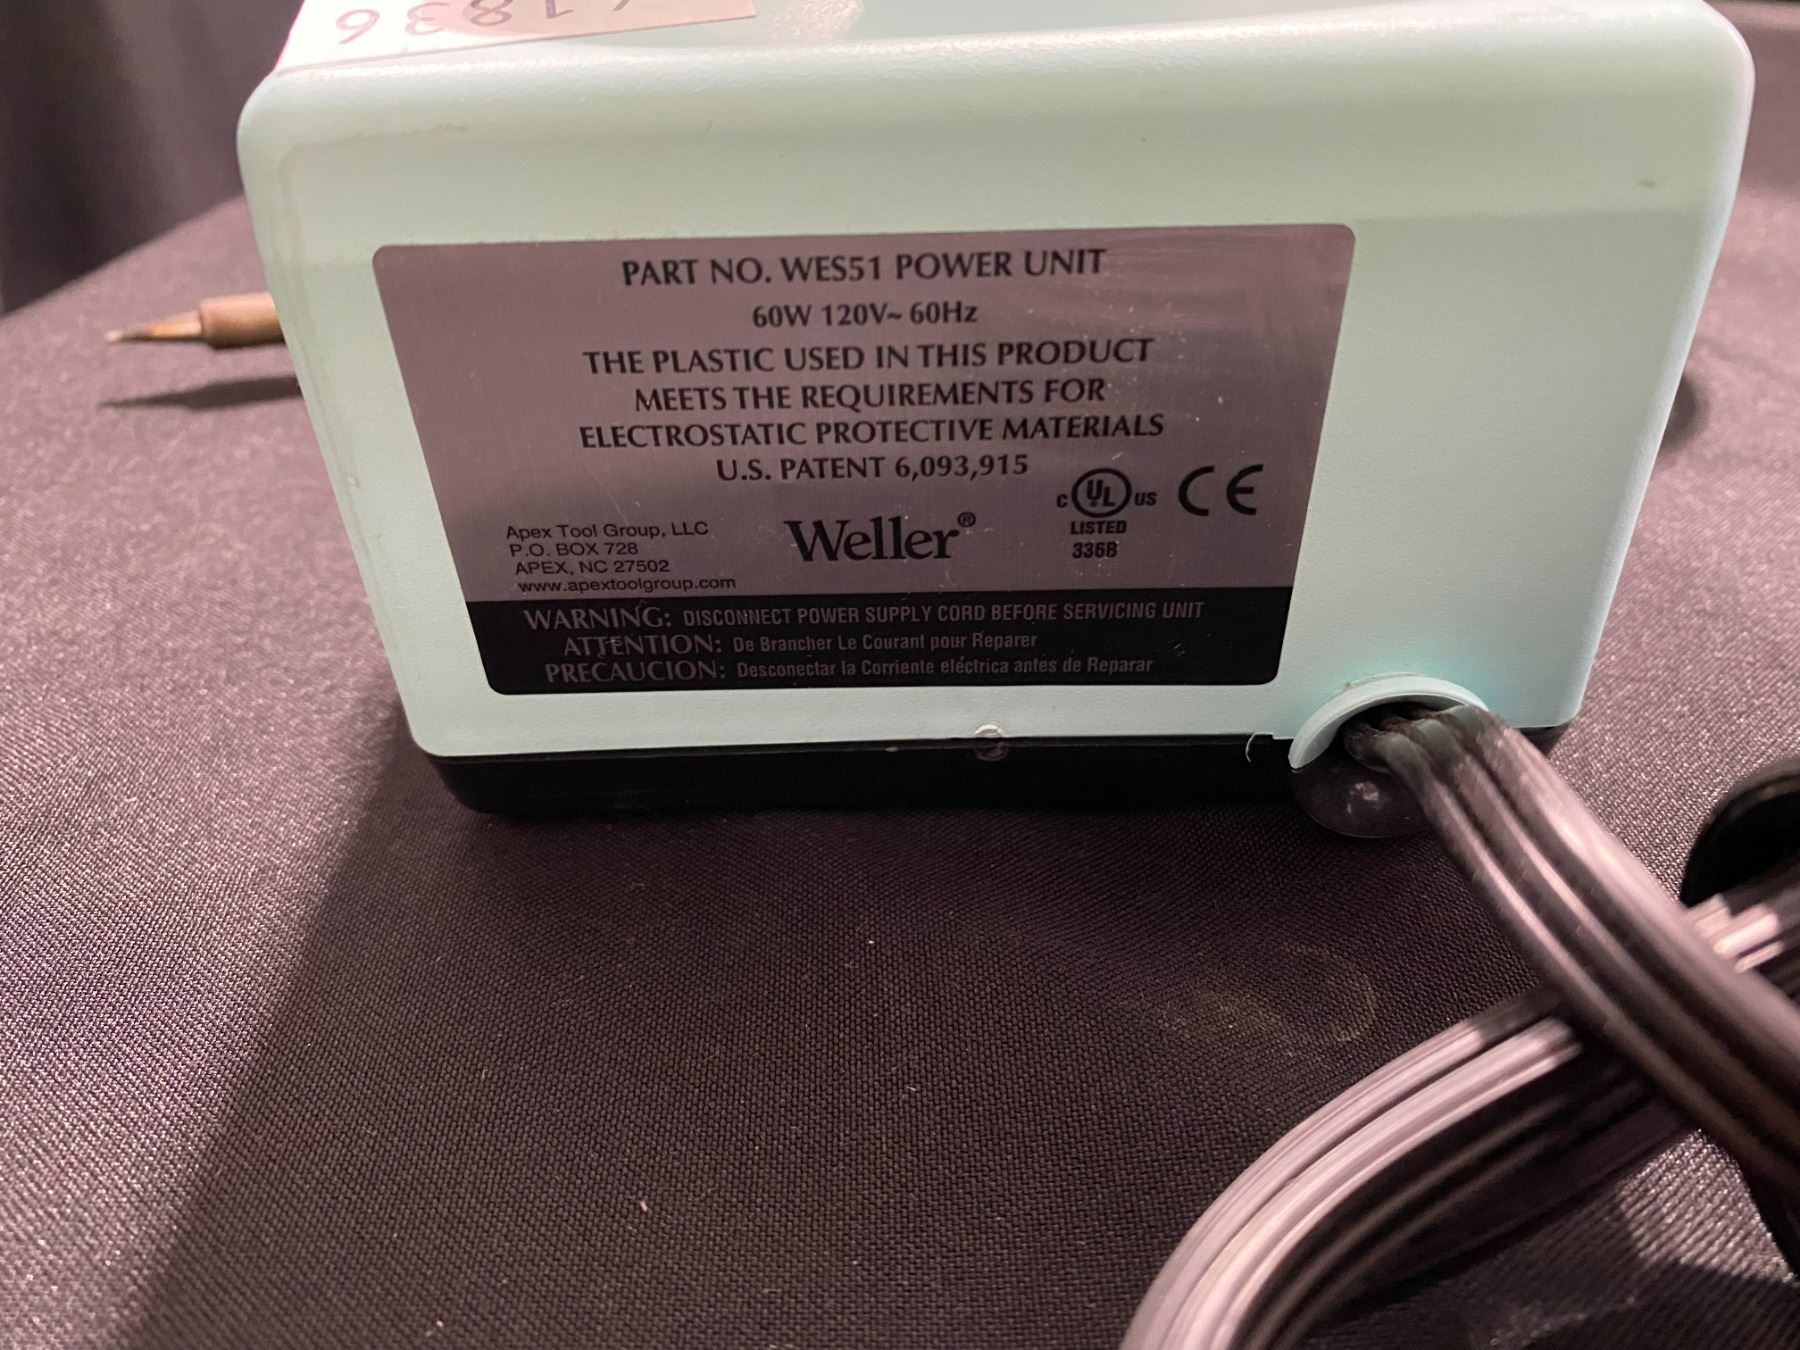 PART NO. WES51 POWER UNIT
60W 120V~ 60Hz
THE PLASTIC USED IN THIS PRODUCT
MEETS THE REQUIREMENTS FOR
ELECTROSTATIC PROTECTIVE MATERIALS
U.S. PATENT 6,093,915
Apex Tool Group, LLC
P.O. BOX 728
APEX, NC 27502
www.apextoolgroup.com
Weller®
c UL US CE
LISTED
336B
WARNING: DISCONNECT POWER SUPPLY CORD BEFORE SERVICING UNIT
ATTENTION: De Brancher Le Courant pour Reparer
PRECAUCION: Desconectar la Corriente eléctrica antes de Reparar